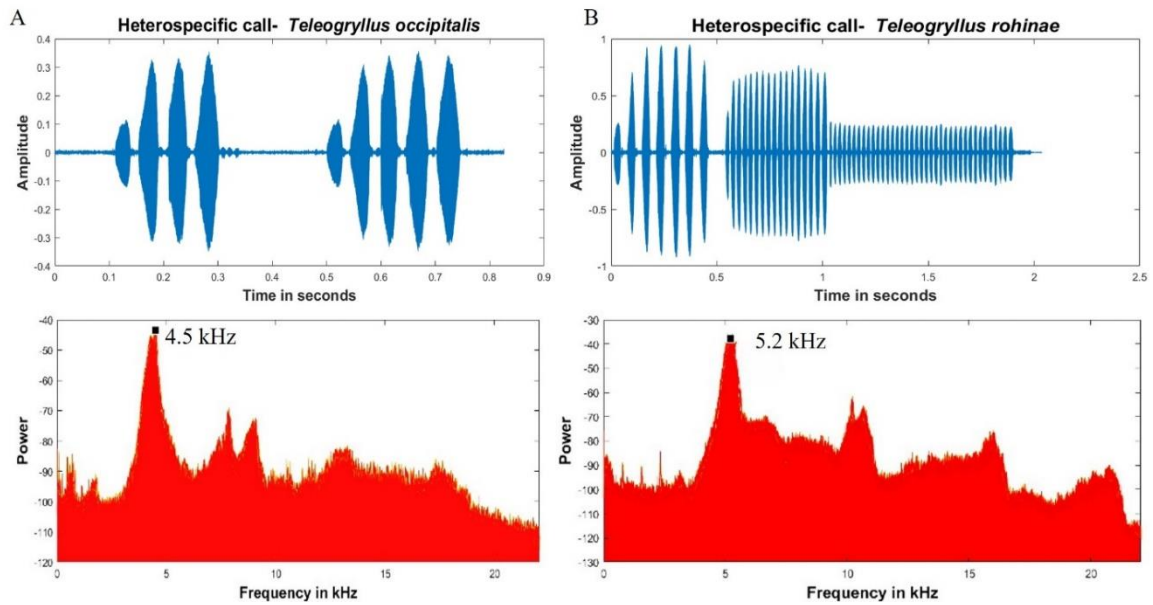 A
Heterospecific call- Teleogryllus occipitalis
0.4
0.3
0.2
0.1
0
-0.1
-0.2
-0.3
-0.4
Amplitude
0 0.1 0.2 0.3 0.4 0.5 0.6 0.7 0.8 0.9
Time in seconds
B
Heterospecific call- Teleogryllus rohinae
1
0.5
0
-0.5
-1
Amplitude
0 0.5 1 1.5 2 2.5
Time in seconds
-40
-50
-60
-70
-80
-90
-100
-110
-120
Power
4.5 kHz
0 5 10 15 20
Frequency in kHz
-30
-40
-50
-60
-70
-80
-90
-100
-110
-120
-130
Power
5.2 kHz
0 5 10 15 20
Frequency in kHz